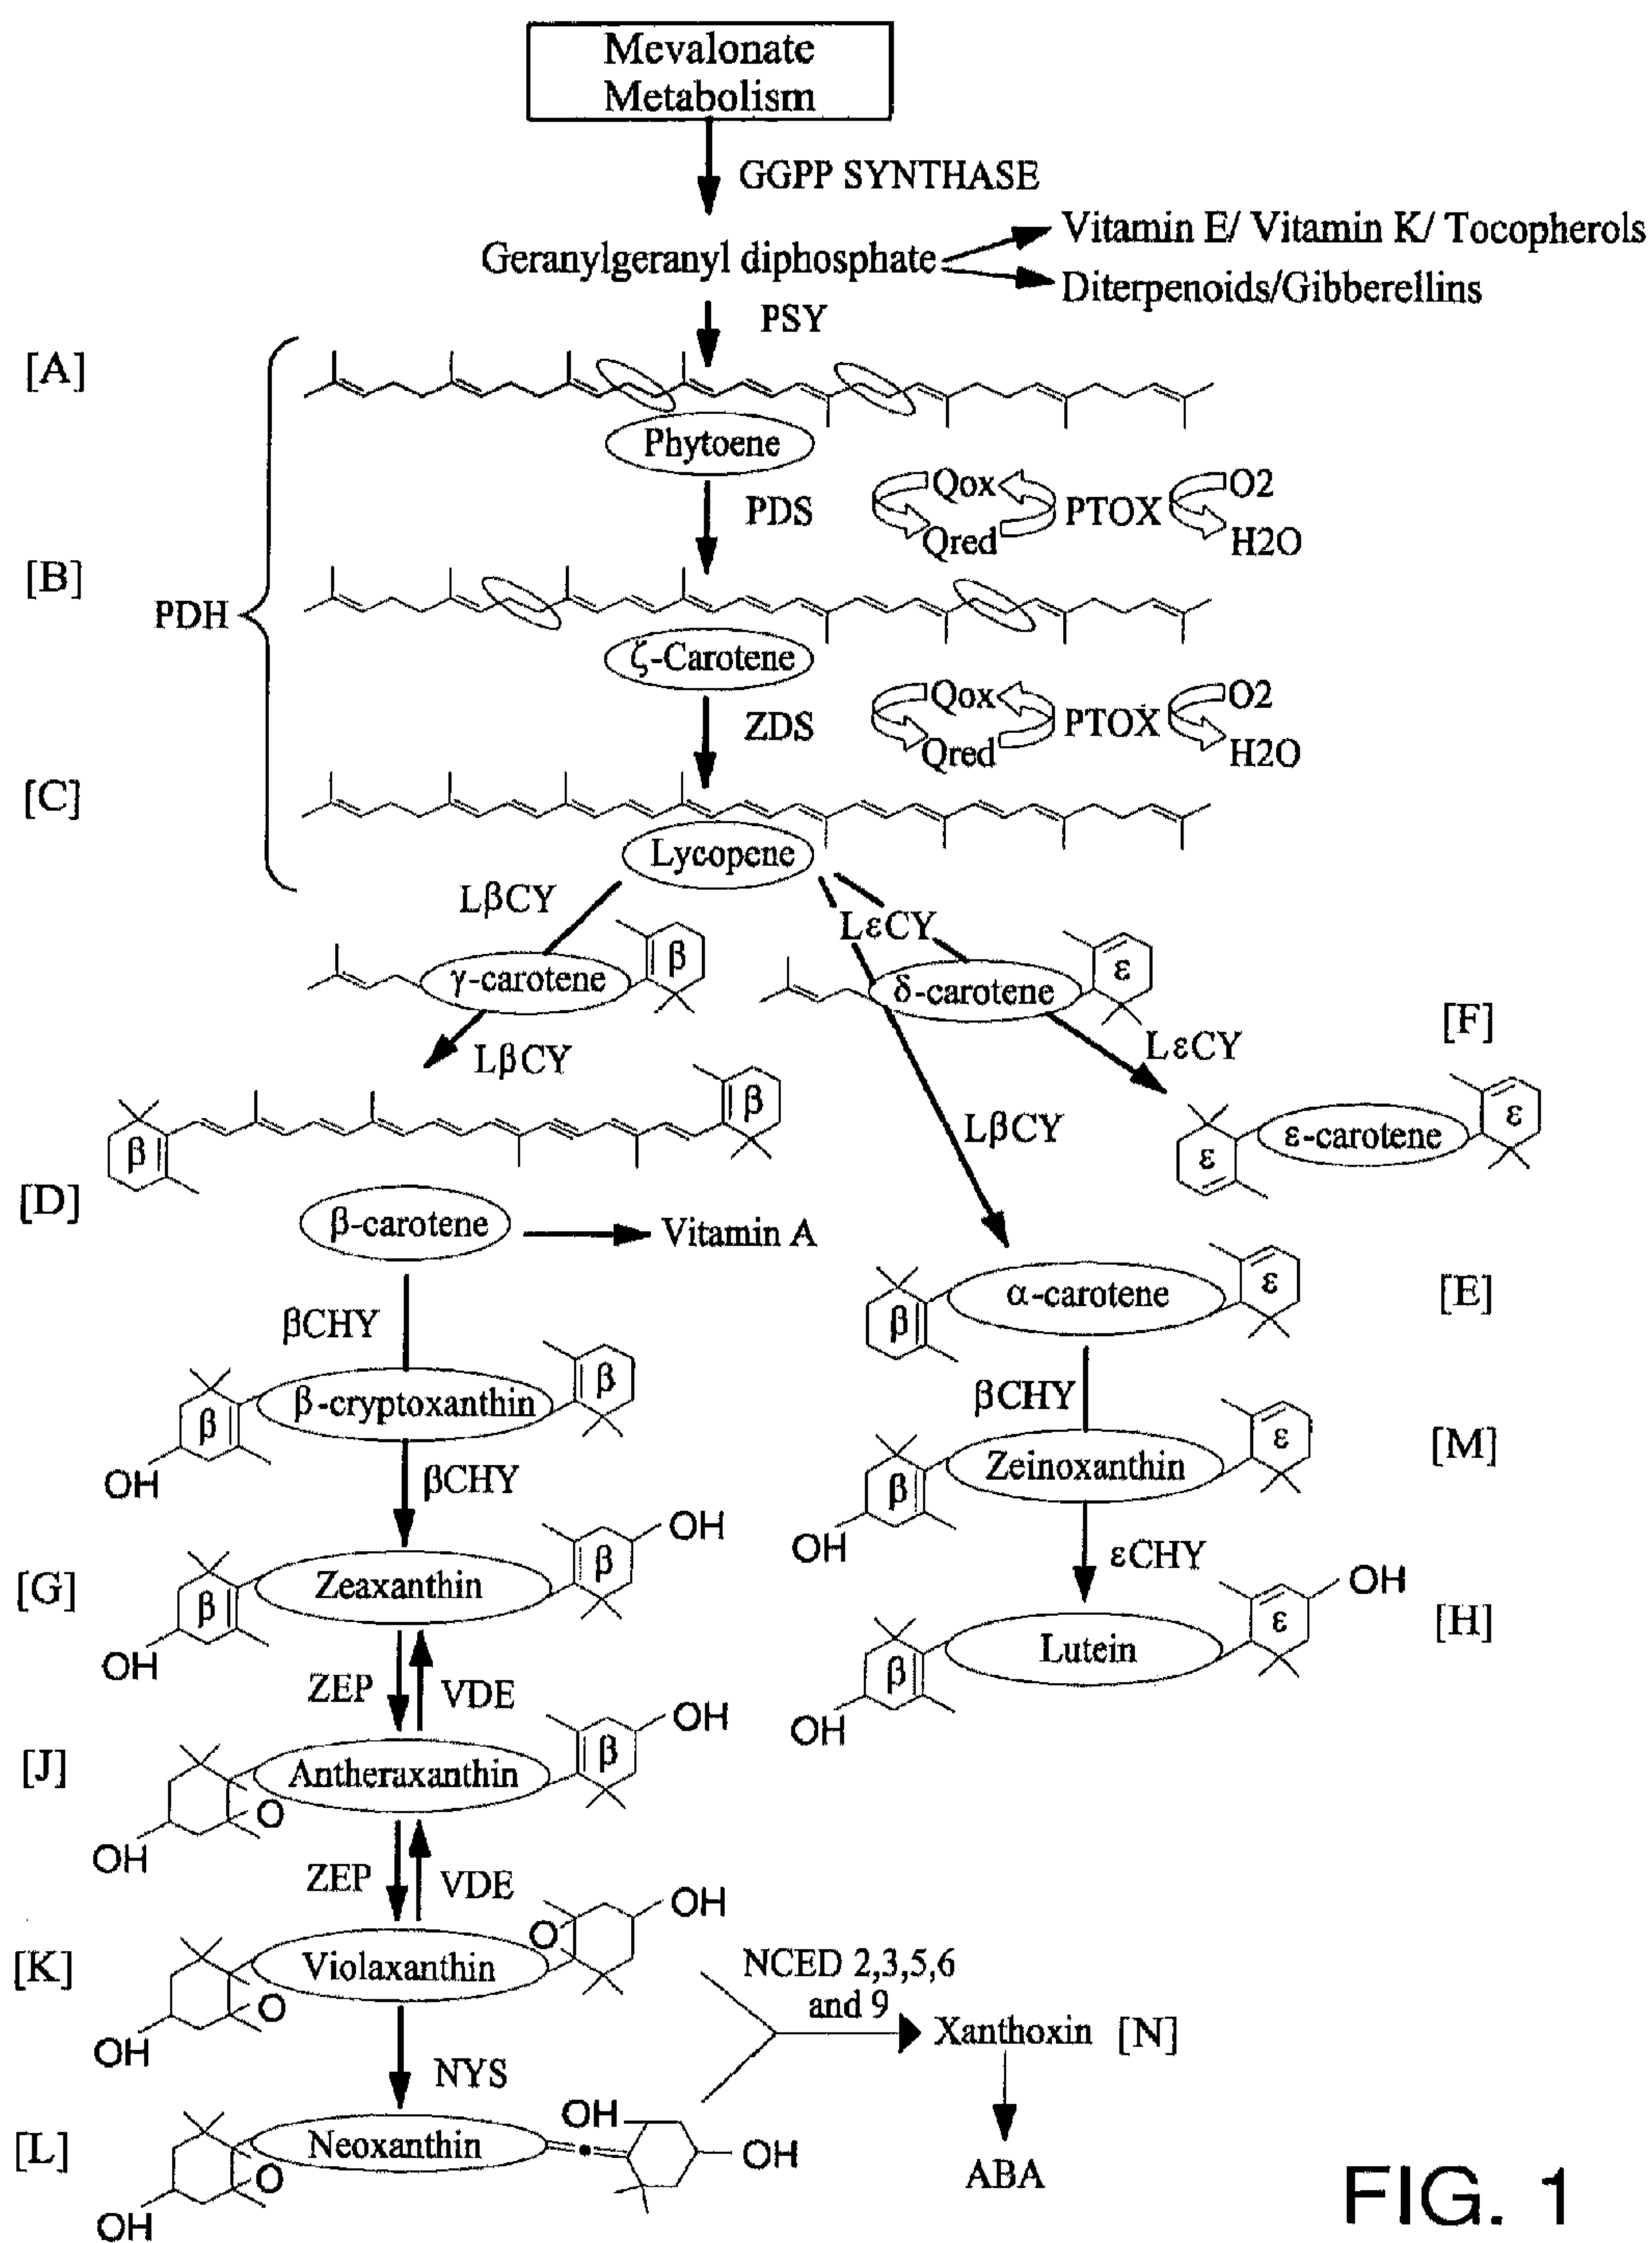 Mevalonate
Metabolism
GGPP SYNTHASE
Vitamin E/ Vitamin K/ Tocopherols
Geranylgeranyl diphosphate
Diterpenoids/Gibberellins
PSY
[A]
Phytoene
PDS
Qox
PTOX
O2
Qred
H2O
[B]
PDH
ζ-Carotene
ZDS
Qox
PTOX
O2
Qred
H2O
[C]
Lycopene
LβCY
LεCY
γ-carotene
β
δ-carotene
ε
[F]
LβCY
LεCY
β
β
LβCY
ε
ε-carotene
ε
[D]
β-carotene
Vitamin A
β
α-carotene
ε
[E]
βCHY
βCHY
β
β-cryptoxanthin
β
OH
β
Zeinoxanthin
ε
[M]
OH
βCHY
εCHY
[G]
β
Zeaxanthin
β
OH
OH
β
Lutein
ε
OH
[H]
OH
ZEP
VDE
[J]
Antheraxanthin
β
OH
O
OH
ZEP
VDE
[K]
Violaxanthin
O
OH
O
OH
NCED 2,3,5,6
and 9
Xanthoxin [N]
NYS
[L]
Neoxanthin
OH
OH
O
OH
ABA
FIG. 1